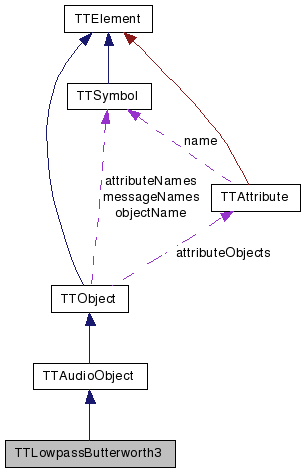 TTElement
TTSymbol
name
attributeNames
messageNames
objectName
TTAttribute
attributeObjects
TTObject
TTAudioObject
TTLowpassButterworth3